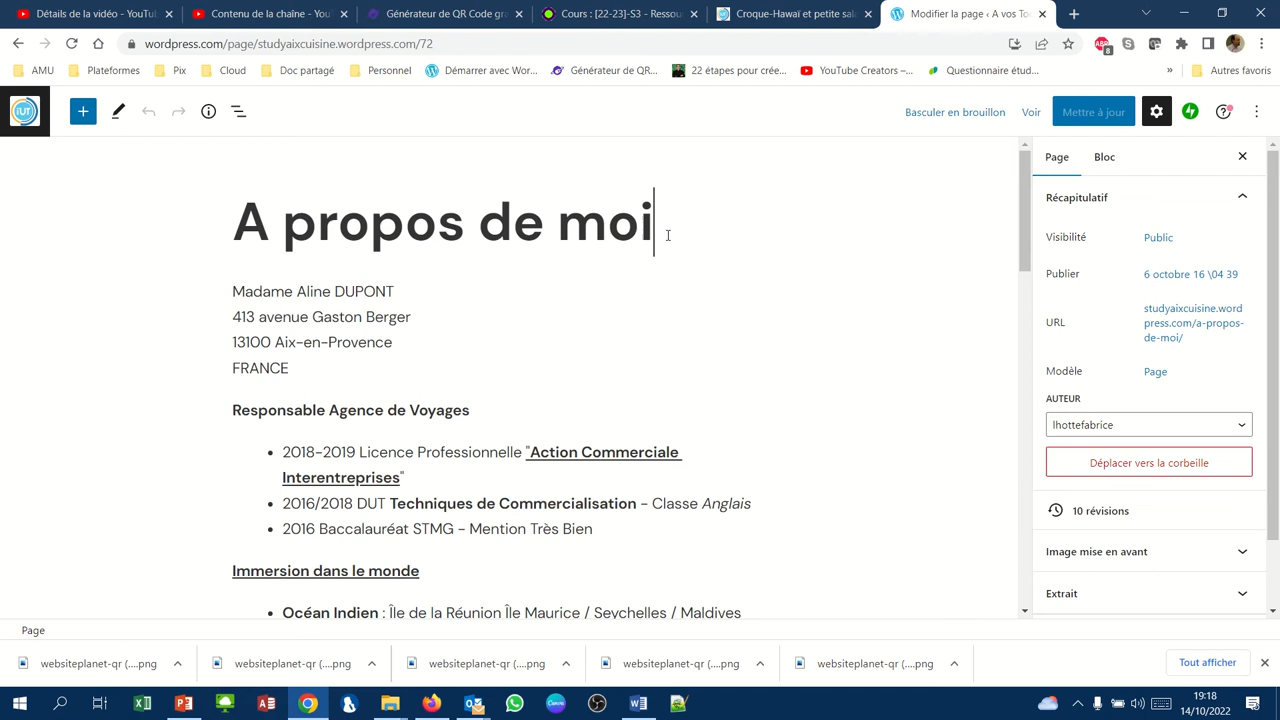 Détails de la vidéo - YouT
Contenu de la chaîne - YouT
Générateur de QR Code gra
Cours : [22-23]-S3 - Ressou
Croque-Hawaï et petite sala
Modifier la page « A vos To
wordpress.com/page/studyaixcuisine.wordpress.com/72
ABP
8
AMU
Plateformes
Pix
Cloud
Doc partagé
Personnel
Démarrer avec Wor...
Générateur de QR...
22 étapes pour crée...
YouTube Creators –...
Questionnaire étud...
»
Autres favoris
iUT
Basculer en brouillon
Voir
Mettre à jour
A propos de moi
Madame Aline DUPONT
413 avenue Gaston Berger
13100 Aix-en-Provence
FRANCE
Responsable Agence de Voyages
• 2018-2019 Licence Professionnelle "Action Commerciale
Interentreprises"
• 2016/2018 DUT Techniques de Commercialisation - Classe Anglais
• 2016 Baccalauréat STMG - Mention Très Bien
Immersion dans le monde
• Océan Indien : Île de la Réunion Île Maurice / Seychelles / Maldives
Page
Bloc
Récapitulatif
Visibilité
Public
Publier
6 octobre 16 \04 39
URL
studyaixcuisine.word
press.com/a-propos-
de-moi/
Modèle
Page
AUTEUR
lhottefabrice
Déplacer vers la corbeille
10 révisions
Image mise en avant
Extrait
Page
websiteplanet-qr (....png
websiteplanet-qr (....png
websiteplanet-qr (....png
websiteplanet-qr (....png
websiteplanet-qr (....png
Tout afficher
19:18
14/10/2022